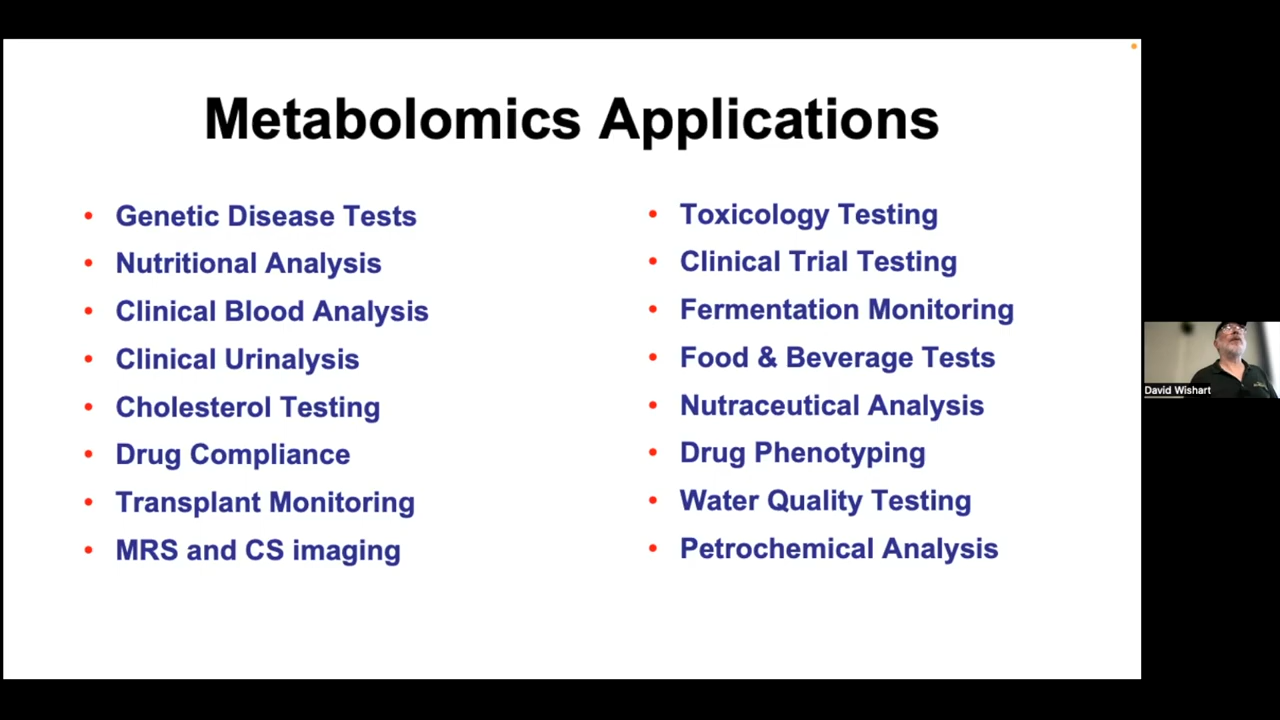 Metabolomics Applications
• Genetic Disease Tests
• Nutritional Analysis
• Clinical Blood Analysis
• Clinical Urinalysis
• Cholesterol Testing
• Drug Compliance
• Transplant Monitoring
• MRS and CS imaging
• Toxicology Testing
• Clinical Trial Testing
• Fermentation Monitoring
• Food & Beverage Tests
• Nutraceutical Analysis
• Drug Phenotyping
• Water Quality Testing
• Petrochemical Analysis
David Wishart